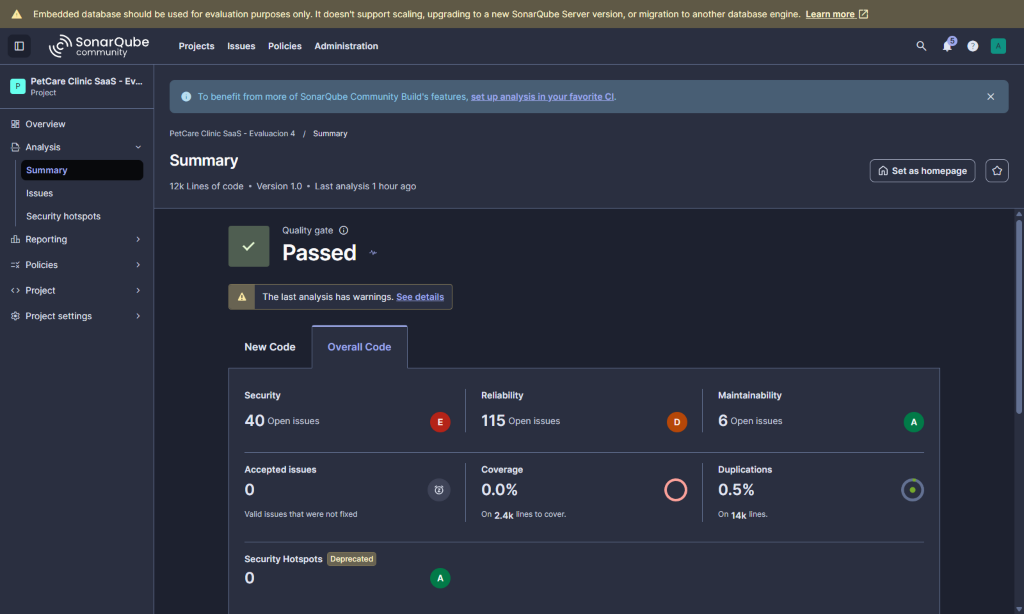 Embedded database should be used for evaluation purposes only. It doesn't support scaling, upgrading to a new SonarQube Server version, or migration to another database engine. Learn more
SonarQube community
Projects Issues Policies Administration
5
?
A
P
PetCare Clinic SaaS - Ev...
Project
Overview
Analysis
Summary
Issues
Security hotspots
Reporting
Policies
Project
Project settings
To benefit from more of SonarQube Community Build's features, set up analysis in your favorite CI.
PetCare Clinic SaaS - Evaluacion 4 / Summary
Summary
12k Lines of code • Version 1.0 • Last analysis 1 hour ago
Set as homepage
Quality gate
Passed
The last analysis has warnings. See details
New Code Overall Code
Security
40 Open issues
E
Reliability
115 Open issues
D
Maintainability
6 Open issues
A
Accepted issues
0
Valid issues that were not fixed
Coverage
0.0%
On 2.4k lines to cover.
Duplications
0.5%
On 14k lines.
Security Hotspots Deprecated
0
A